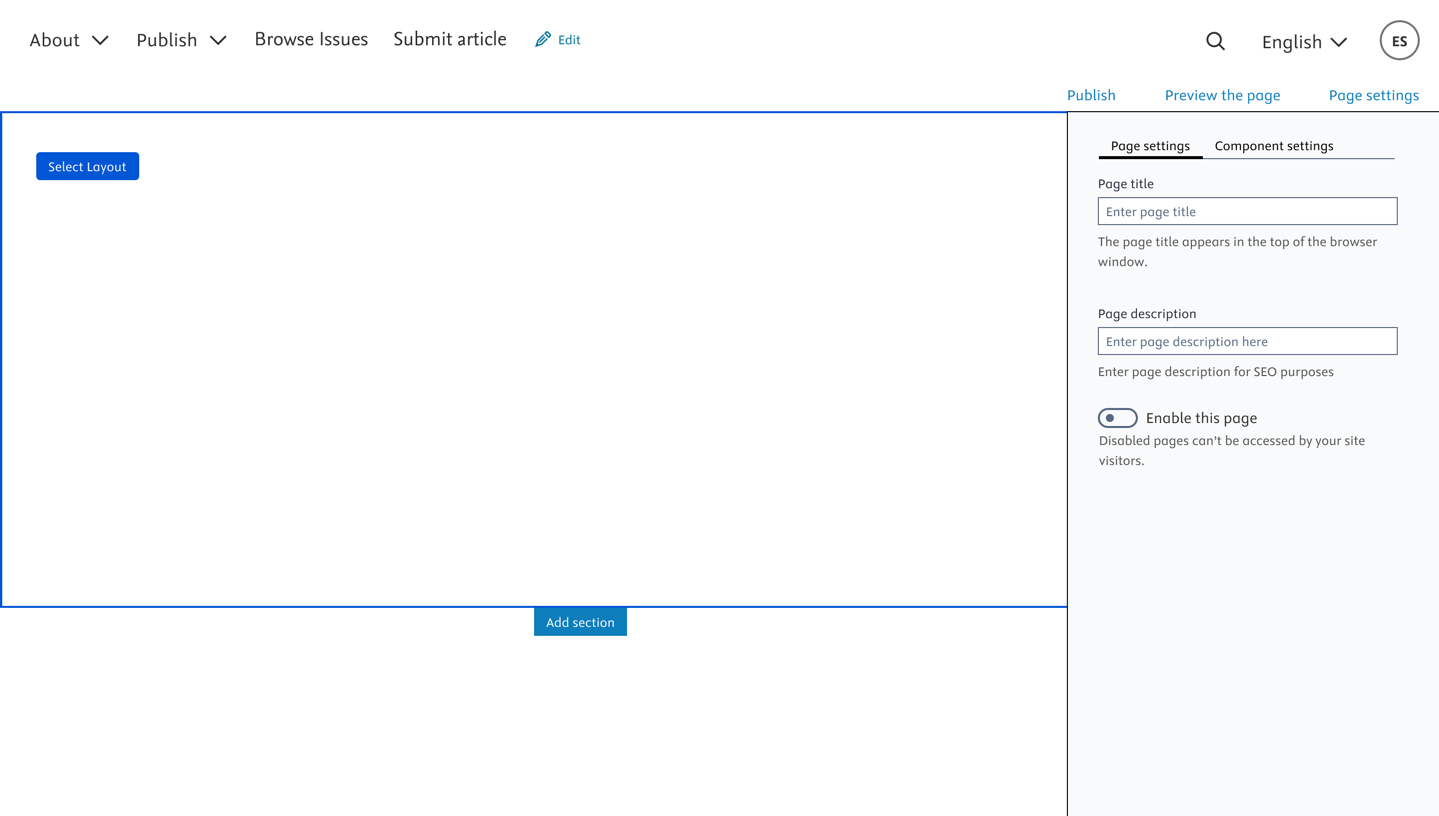 About Publish Browse Issues Submit article Edit English ES
Publish Preview the page Page settings
Select Layout
Page settings Component settings
Page title
Enter page title
The page title appears in the top of the browser
window.
Page description
Enter page description here
Enter page description for SEO purposes
Enable this page
Disabled pages can't be accessed by your site
visitors.
Add section